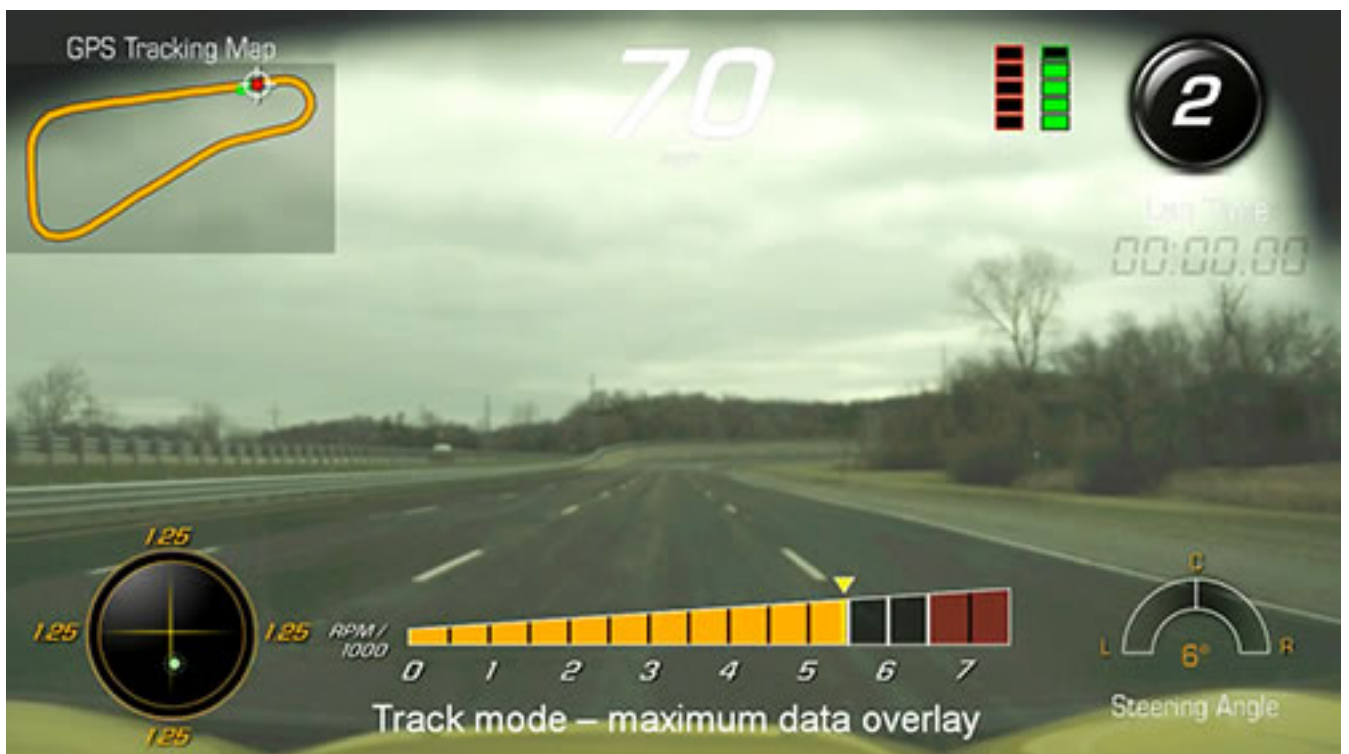 GPS Tracking Map
70
2
Lap Time
00:00.00
1.25
1.25
1.25
1.25
RPM /
1000
0 1 2 3 4 5 6 7
C
L
6°
R
Steering Angle
Track mode – maximum data overlay